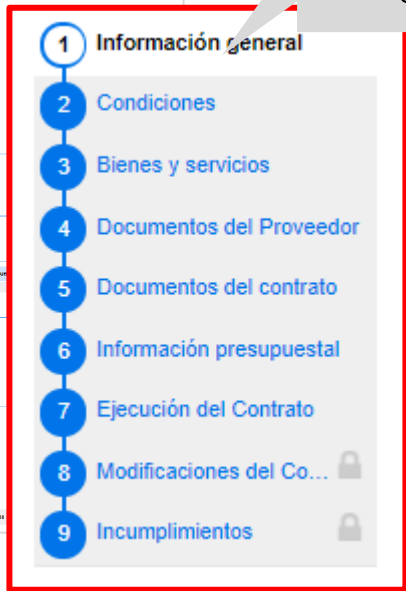 1 Información general
2 Condiciones
3 Bienes y servicios
4 Documentos del Proveedor
5 Documentos del contrato
6 Información presupuestal
7 Ejecución del Contrato
8 Modificaciones del Co...
9 Incumplimientos